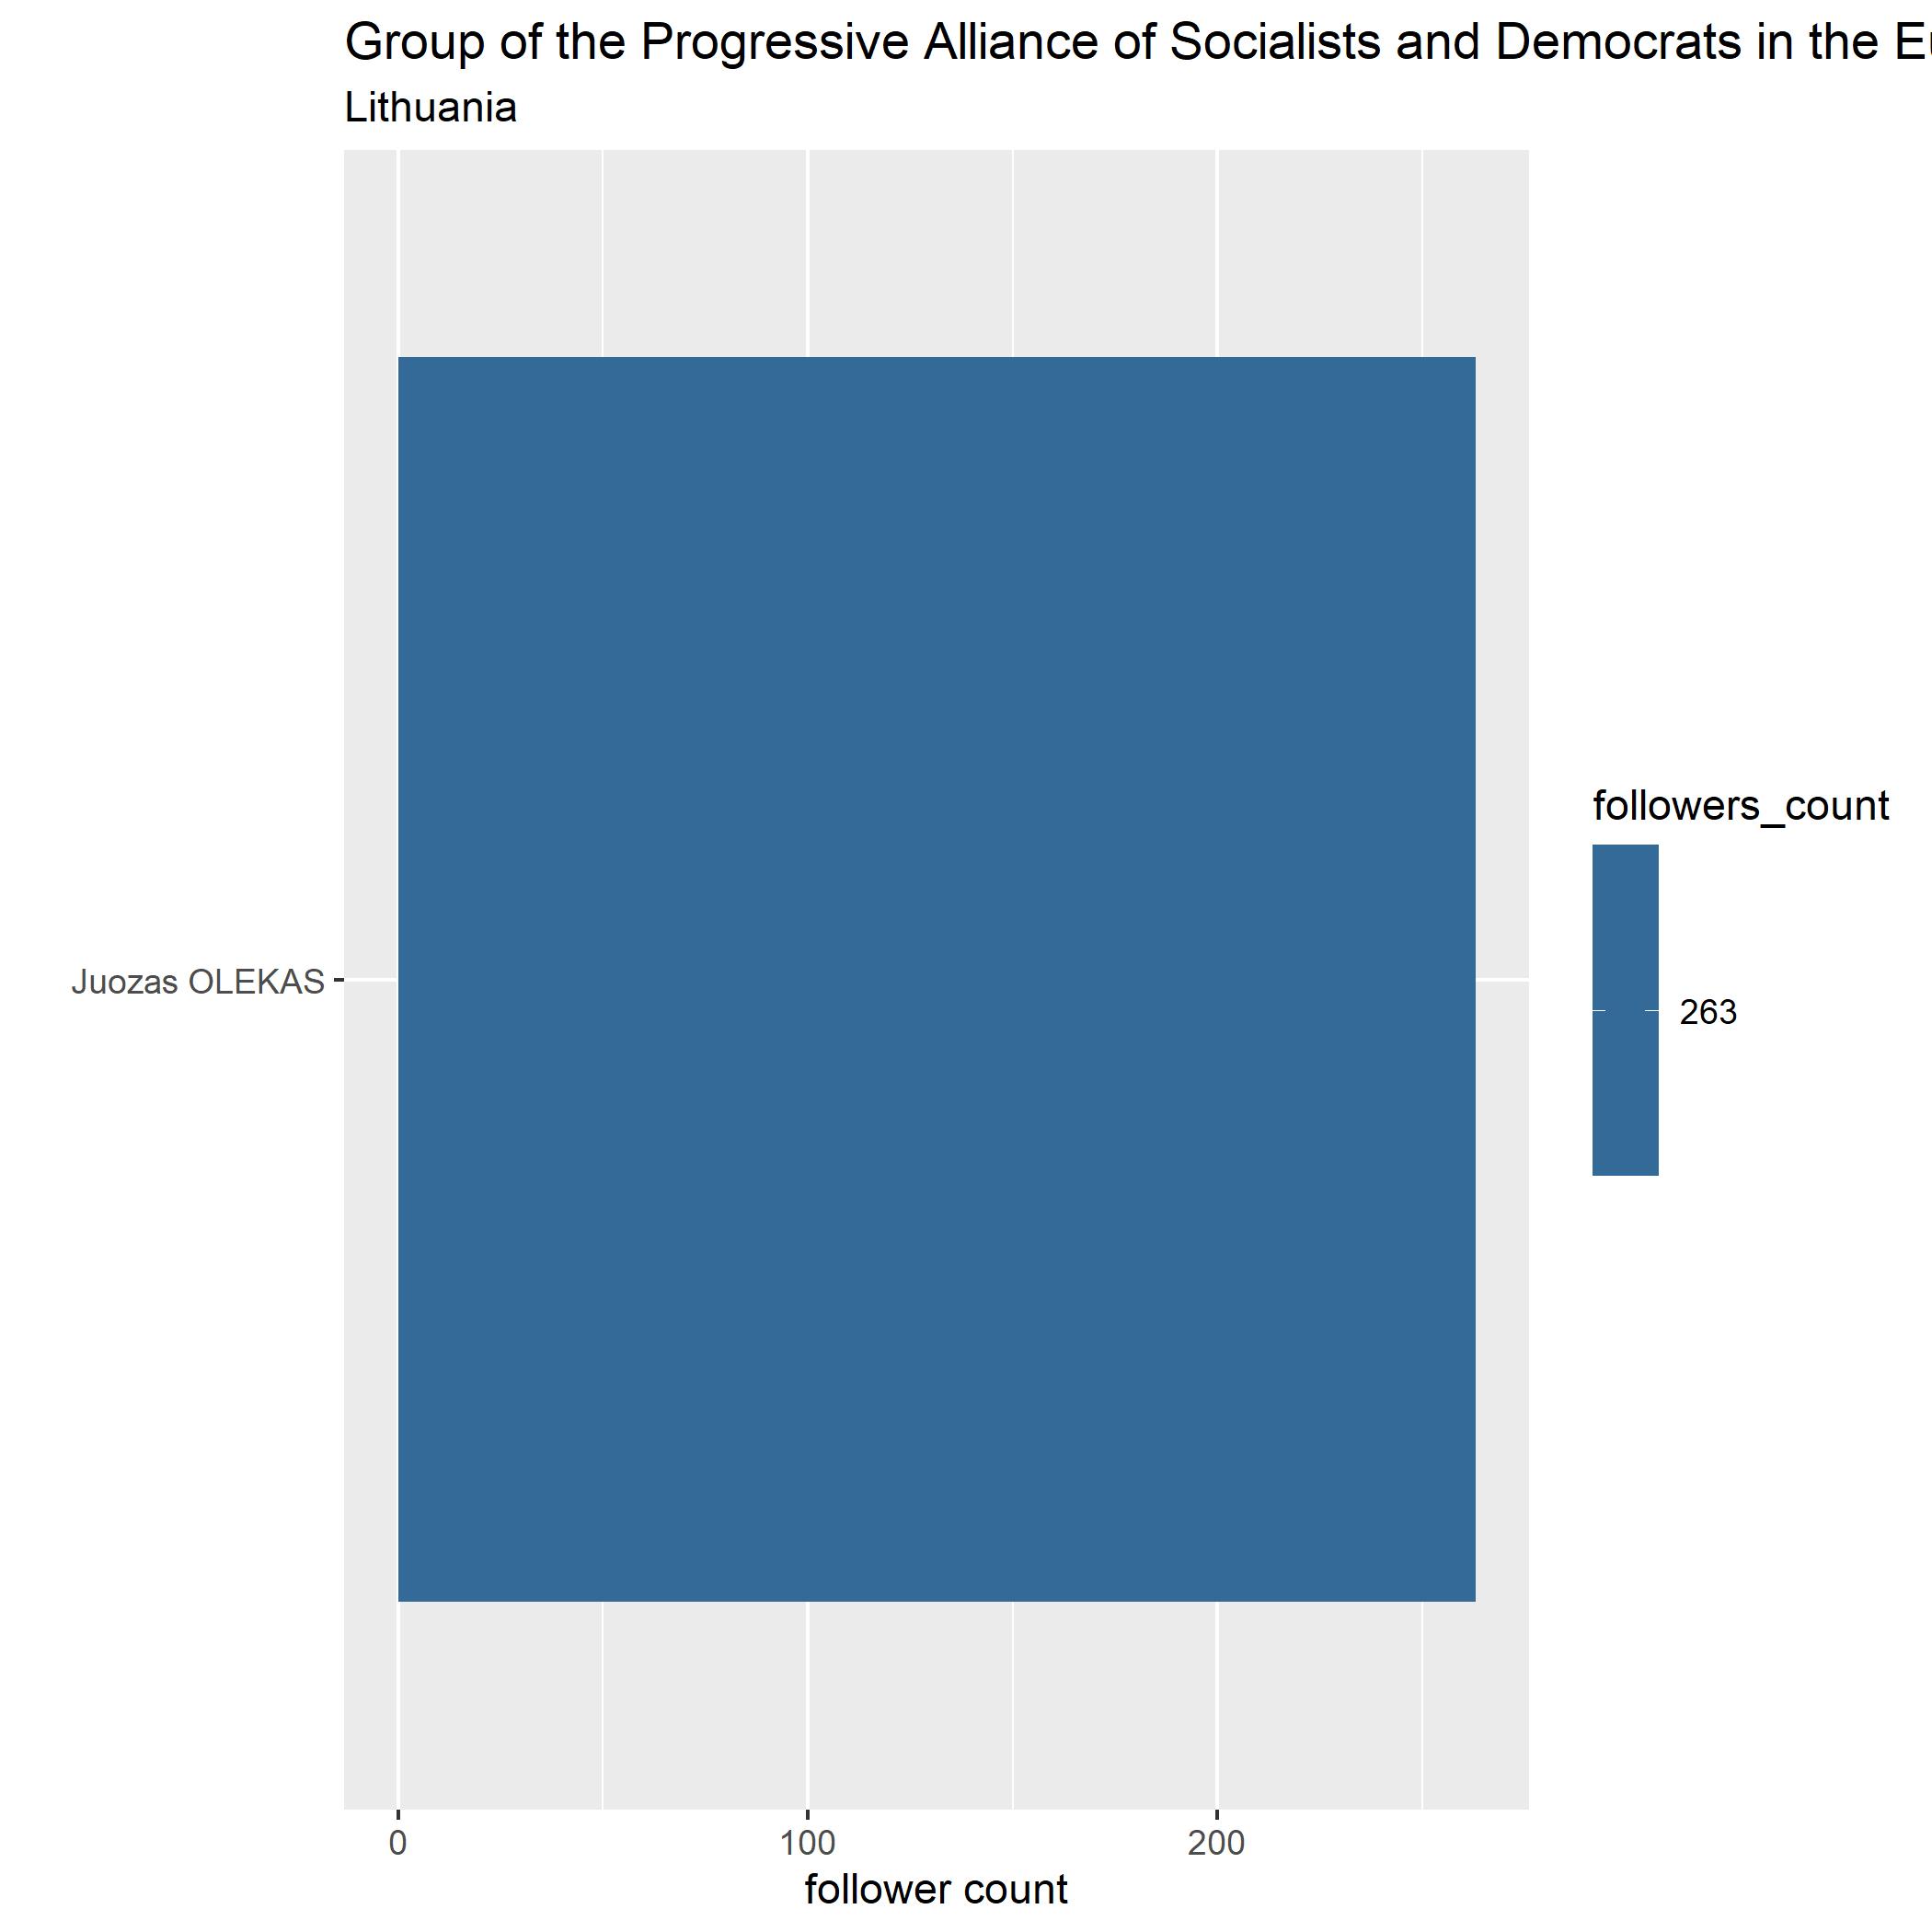 Group of the Progressive Alliance of Socialists and Democrats in the
Lithuania
Juozas OLEKAS
followers_count
263
0 100 200
follower count